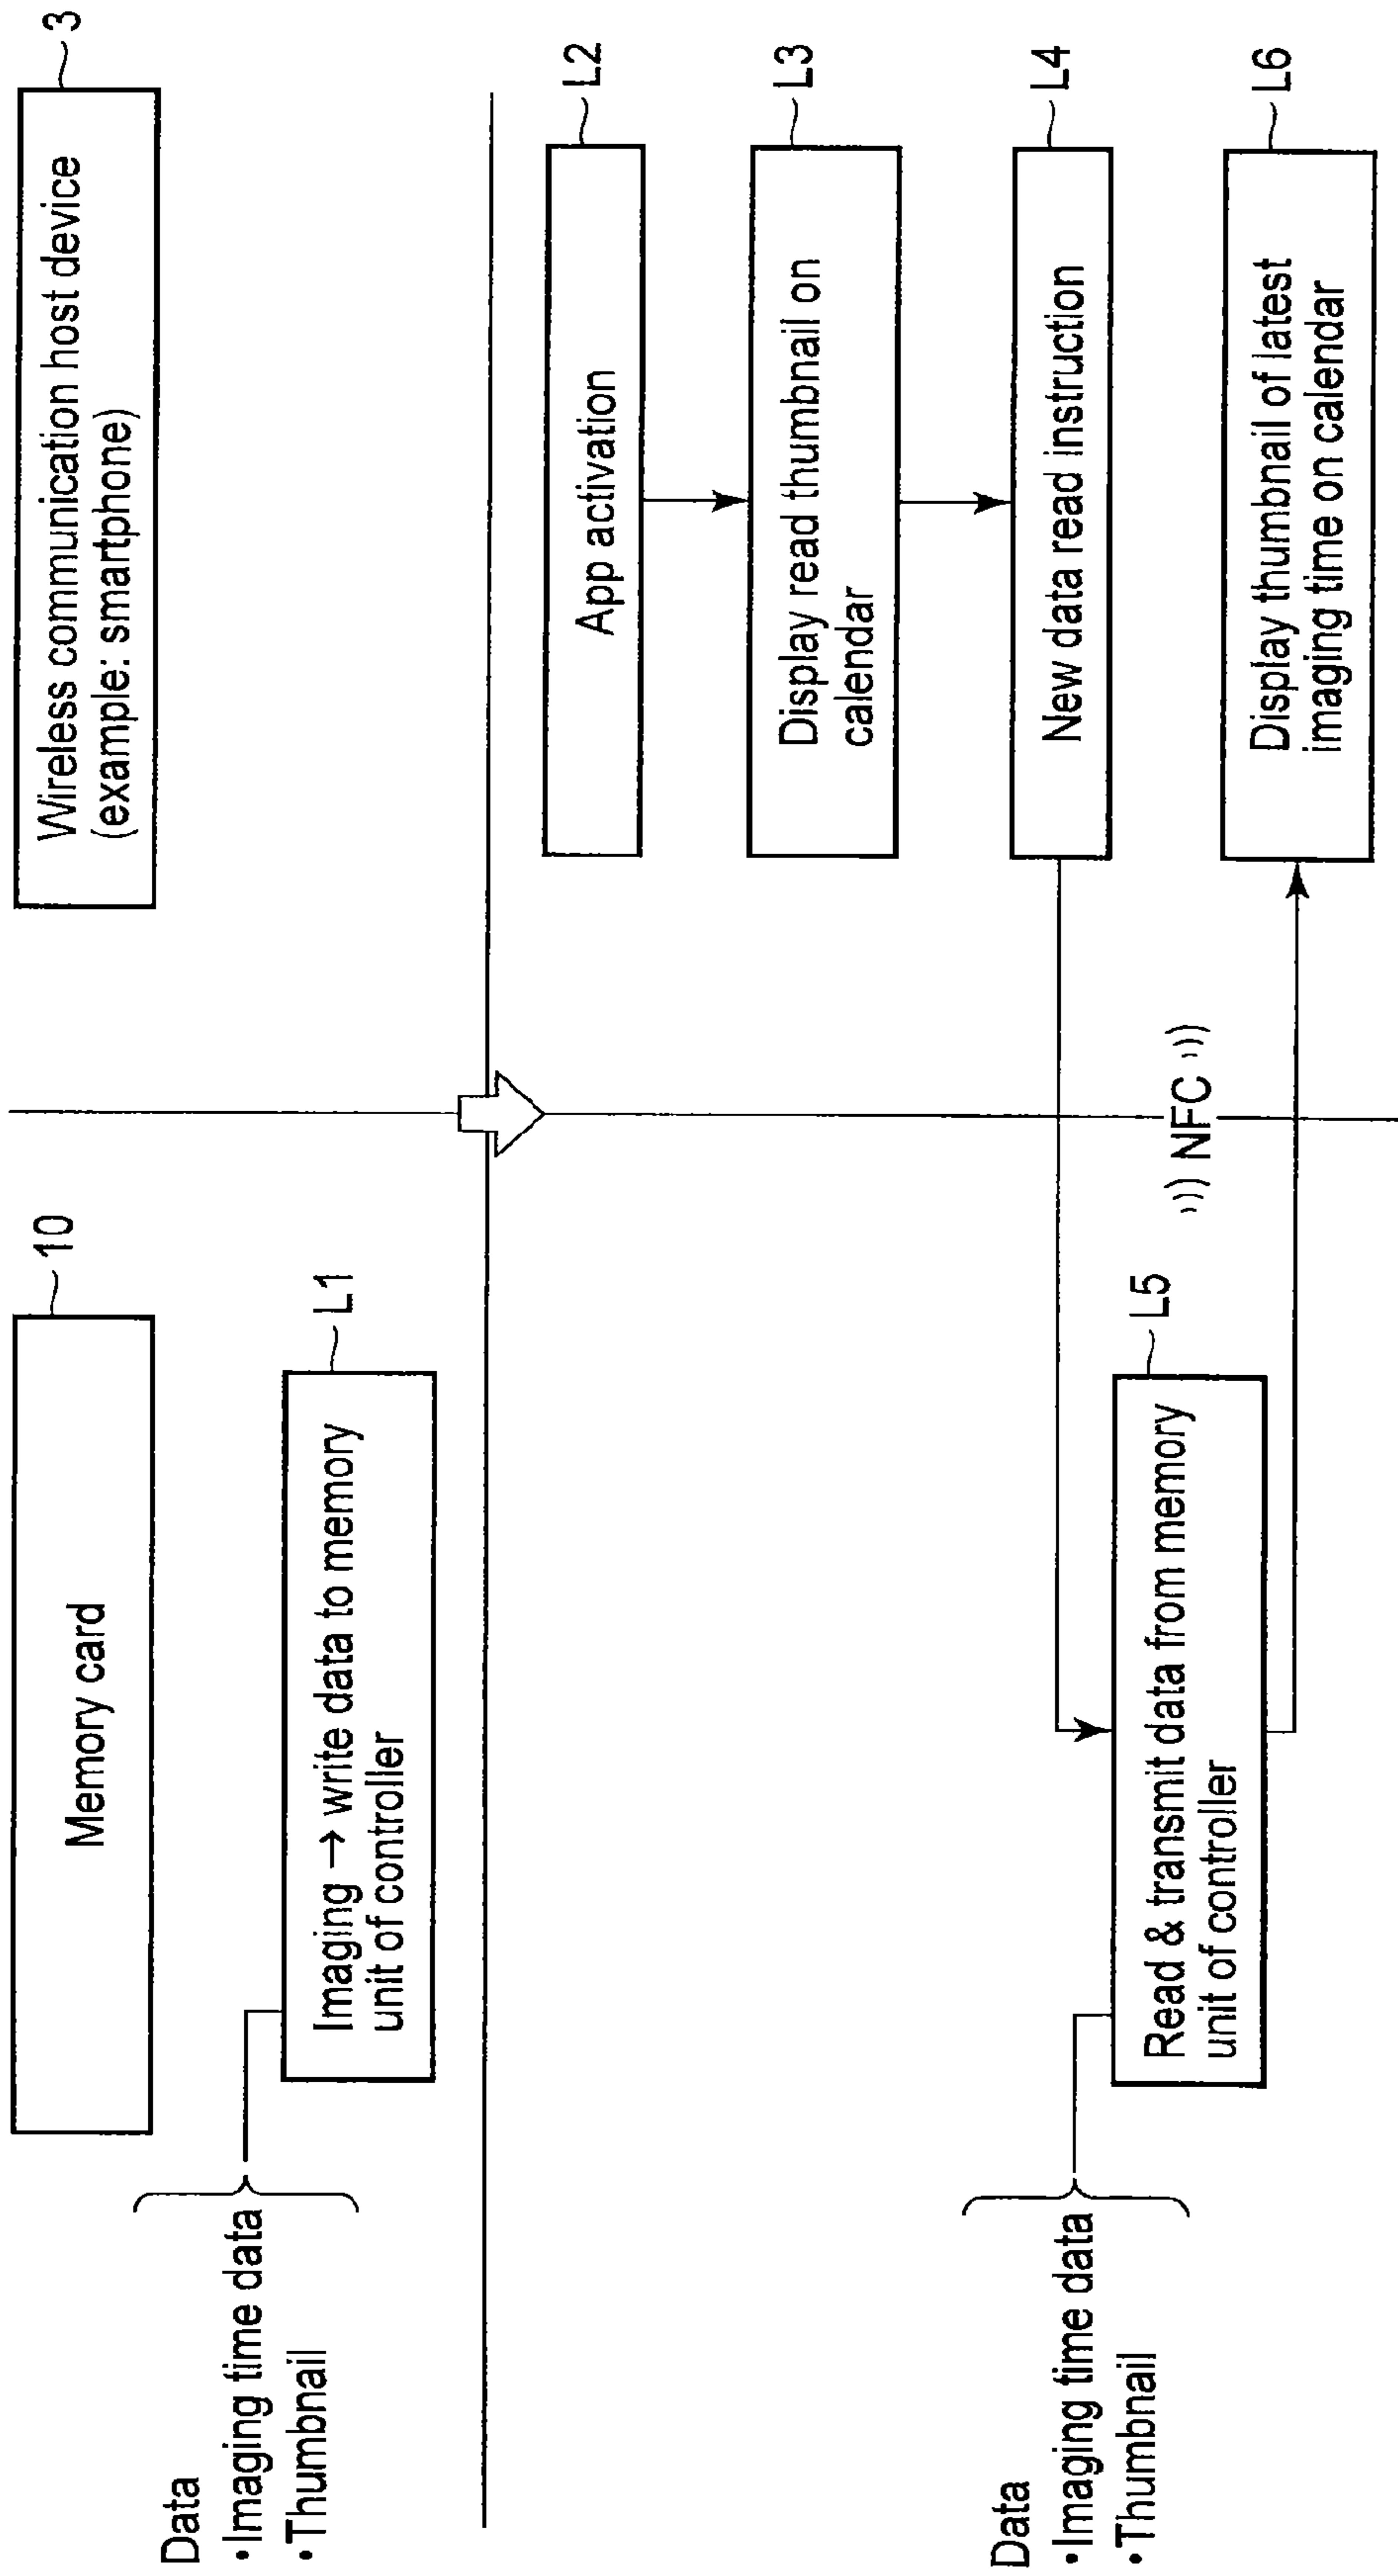 10
Memory card
3
Wireless communication host device
(example: smartphone)
Data
•Imaging time data
•Thumbnail
L1
Imaging → write data to memory
unit of controller
L2
App activation
L3
Display read thumbnail on
calendar
L4
New data read instruction
Data
•Imaging time data
•Thumbnail
L5
Read & transmit data from memory
unit of controller
NFC
L6
Display thumbnail of latest
imaging time on calendar